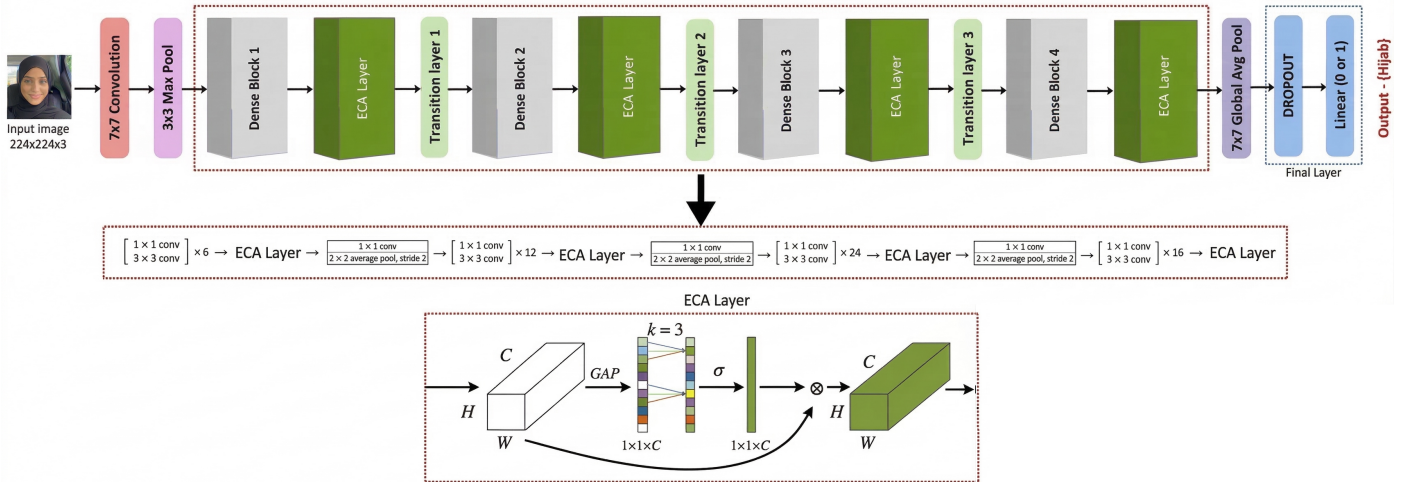 Input image
224x224x3
7x7 Convolution
3x3 Max Pool
Dense Block 1
ECA Layer
Transition layer 1
Dense Block 2
ECA Layer
Transition layer 2
Dense Block 3
ECA Layer
Transition layer 3
Dense Block 4
ECA Layer
7x7 Global Avg Pool
DROPOUT
Linear (0 or 1)
Final Layer
Output - {Hijab}
[1 × 1 conv
3 × 3 conv] × 6 → ECA Layer →
1 × 1 conv
2 × 2 average pool, stride 2 →
[1 × 1 conv
3 × 3 conv] × 12 → ECA Layer →
1 × 1 conv
2 × 2 average pool, stride 2 →
[1 × 1 conv
3 × 3 conv] × 24 → ECA Layer →
1 × 1 conv
2 × 2 average pool, stride 2 →
[1 × 1 conv
3 × 3 conv] × 16 → ECA Layer
ECA Layer
C
H
W
GAP
k = 3
1×1×C
σ
1×1×C
⊗
C
H
W